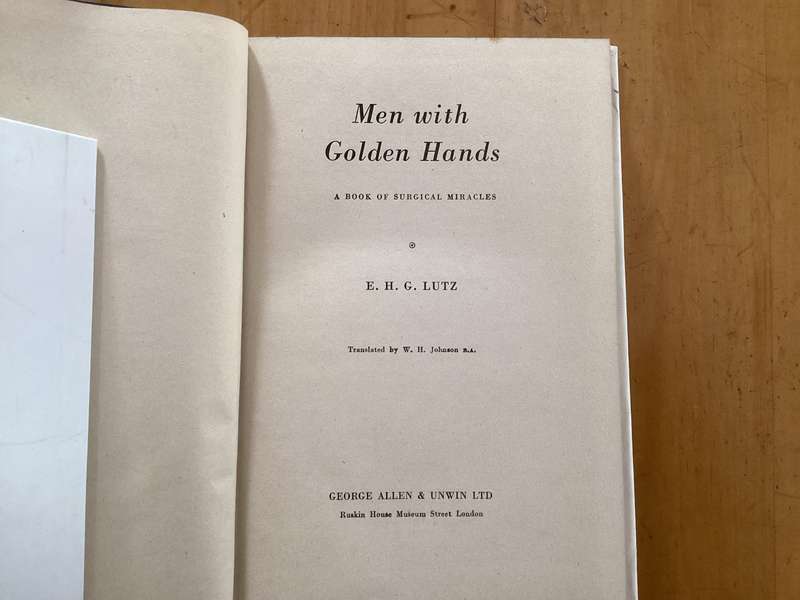 Men with
Golden Hands
A BOOK OF SURGICAL MIRACLES
E. H. G. LUTZ
Translated by W. H. Johnson B.A.
GEORGE ALLEN & UNWIN LTD
Ruskin House Museum Street London